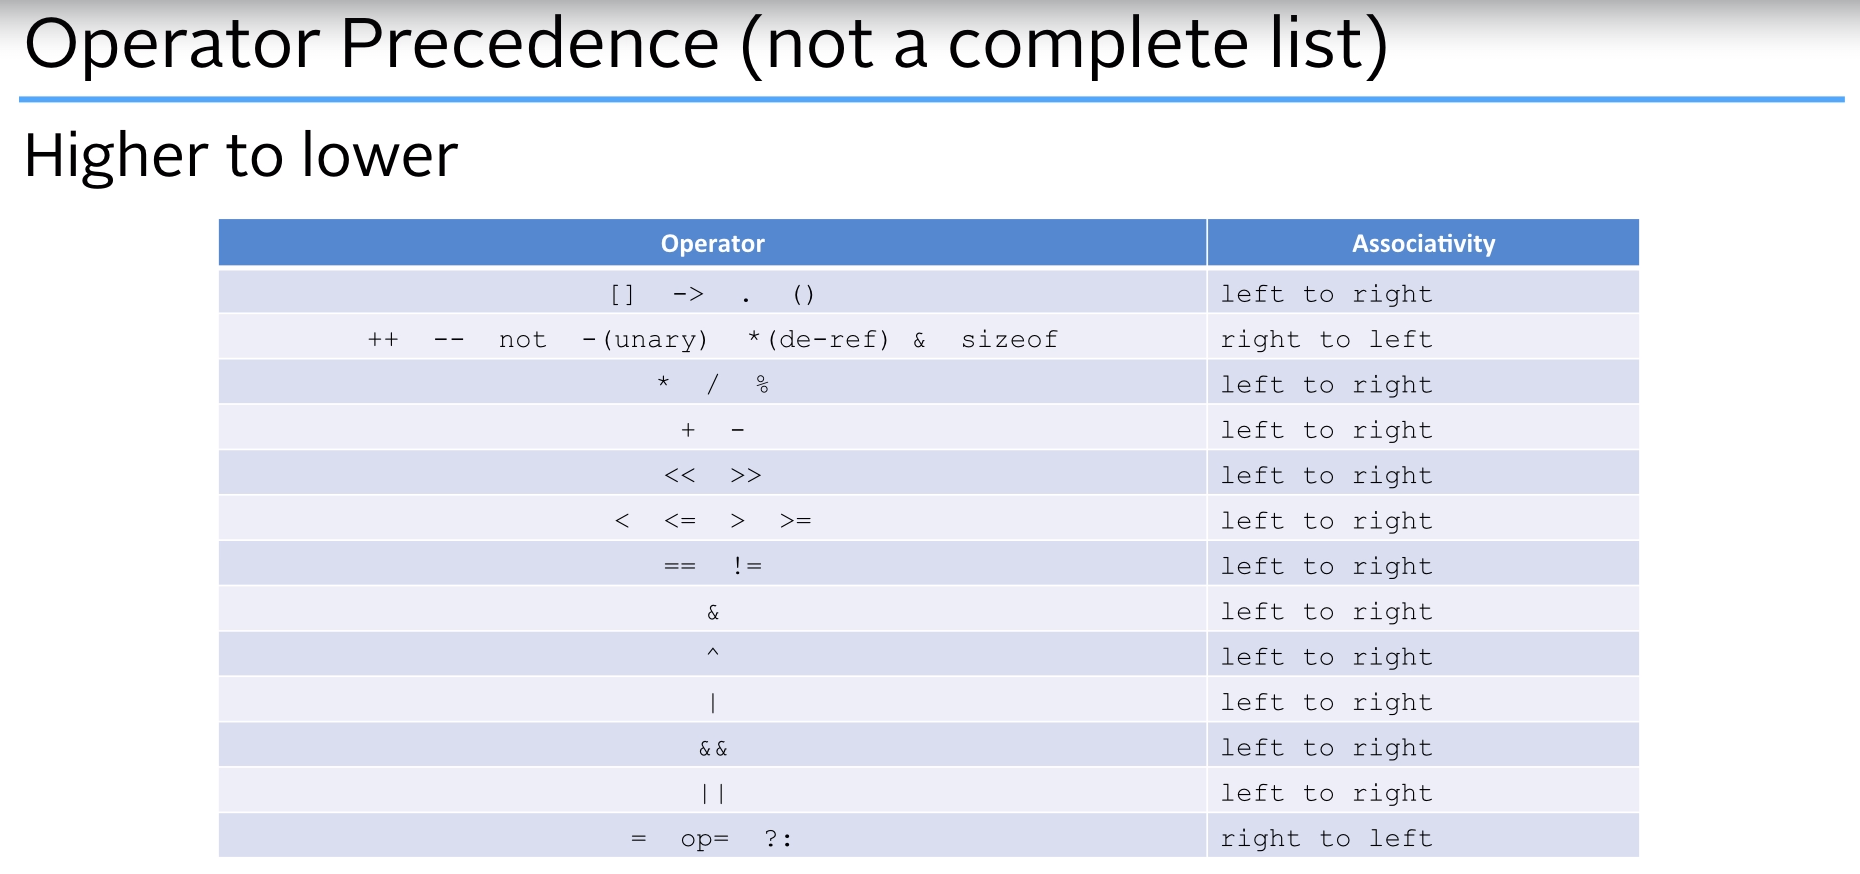 Operator Precedence (not a complete list)
Higher to lower
Operator Associativity
[] -> . () left to right
++ -- not -(unary) *(de-ref) & sizeof right to left
* / % left to right
+ - left to right
<< >> left to right
< <= > >= left to right
== != left to right
& left to right
^ left to right
| left to right
&& left to right
|| left to right
= op= ?: right to left